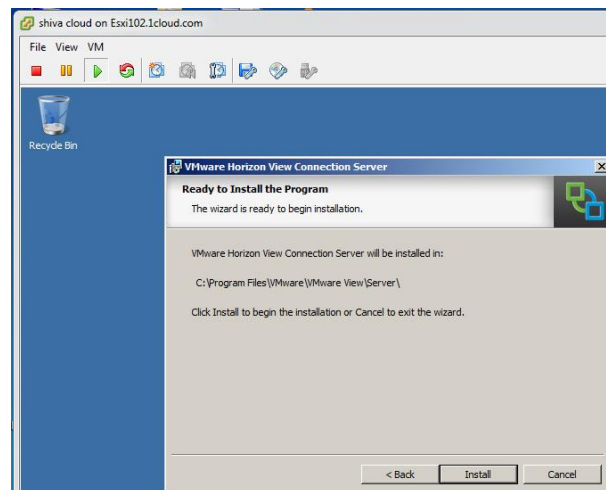 shiva cloud on Esxi102.1cloud.com
File View VM
Recycle Bin
VMware Horizon View Connection Server
Ready to Install the Program
The wizard is ready to begin installation.
VMware Horizon View Connection Server will be installed in:
C:\Program Files\VMware\VMware View\Server\
Click Install to begin the installation or Cancel to exit the wizard.
< Back Install Cancel